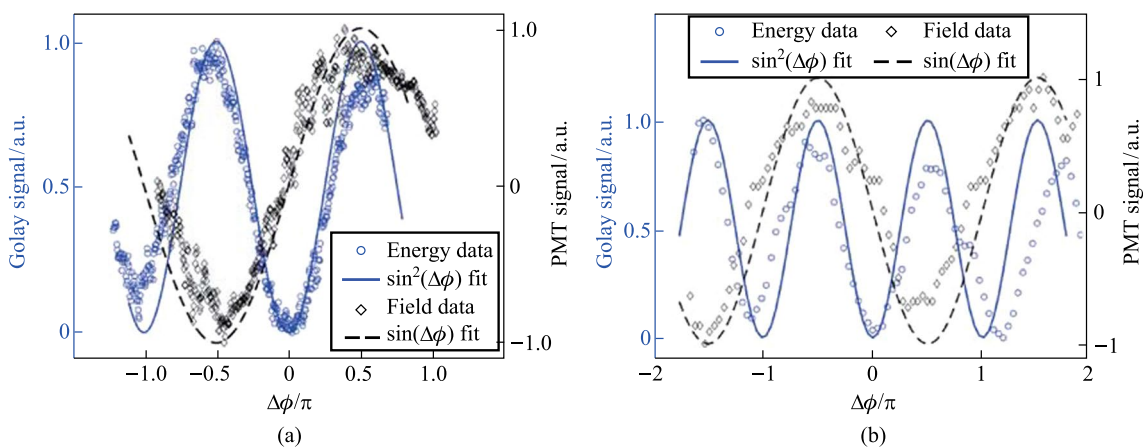 Energy data
Field data
sin²(Δϕ) fit
sin(Δϕ) fit
1.0
0.5
0
Golay signal/a.u.
1.0
0
−1.0
PMT signal/a.u.
Energy data
sin²(Δϕ) fit
Field data
sin(Δϕ) fit
−1.0
−0.5
0
0.5
1.0
Δϕ/π
(a)
1.0
0.5
0
Golay signal/a.u.
1
0
−1
PMT signal/a.u.
−2
−1
0
1
2
Δϕ/π
(b)